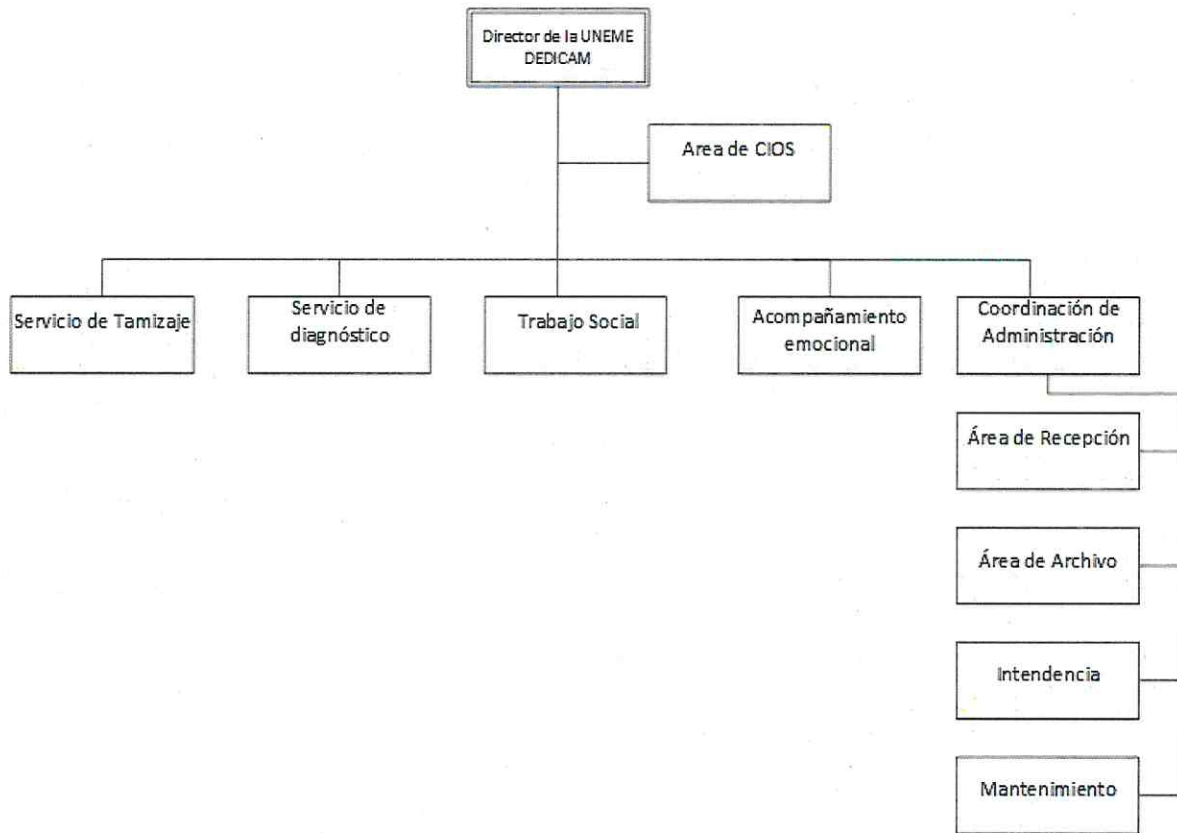 Director de la UNEME
DEDICAM
Area de CIOS
Servicio de Tamizaje
Servicio de
diagnóstico
Trabajo Social
Acompañamiento
emocional
Coordinación de
Administración
Área de Recepción
Área de Archivo
Intendencia
Mantenimiento